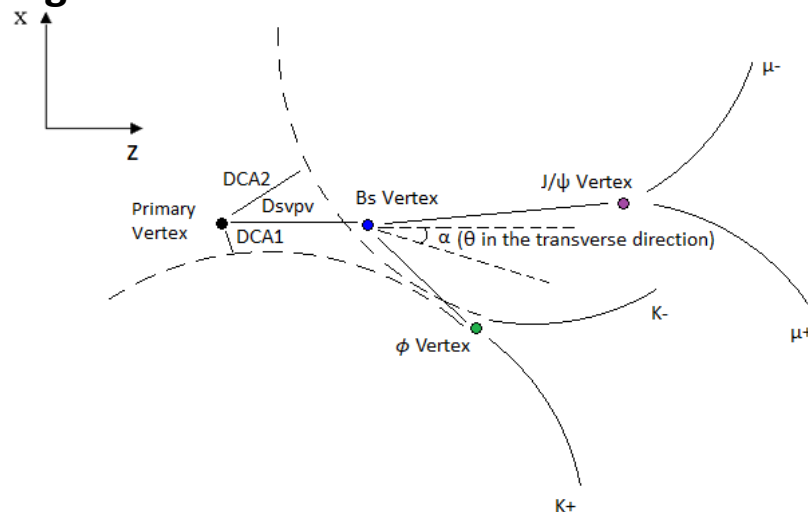 g
x
μ-
z
DCA2
J/ψ Vertex
Bs Vertex
Dsvpv
Primary
Vertex
DCA1
α (θ in the transverse direction)
K-
μ+
ϕ Vertex
K+